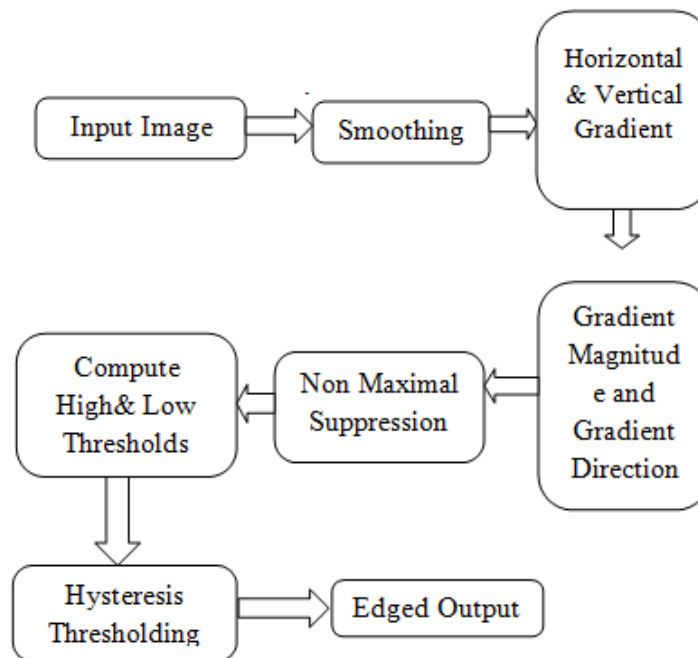 Input Image
Smoothing
Horizontal
& Vertical
Gradient
Gradient
Magnitud
e and
Gradient
Direction
Non Maximal
Suppression
Compute
High& Low
Thresholds
Hysteresis
Thresholding
Edged Output